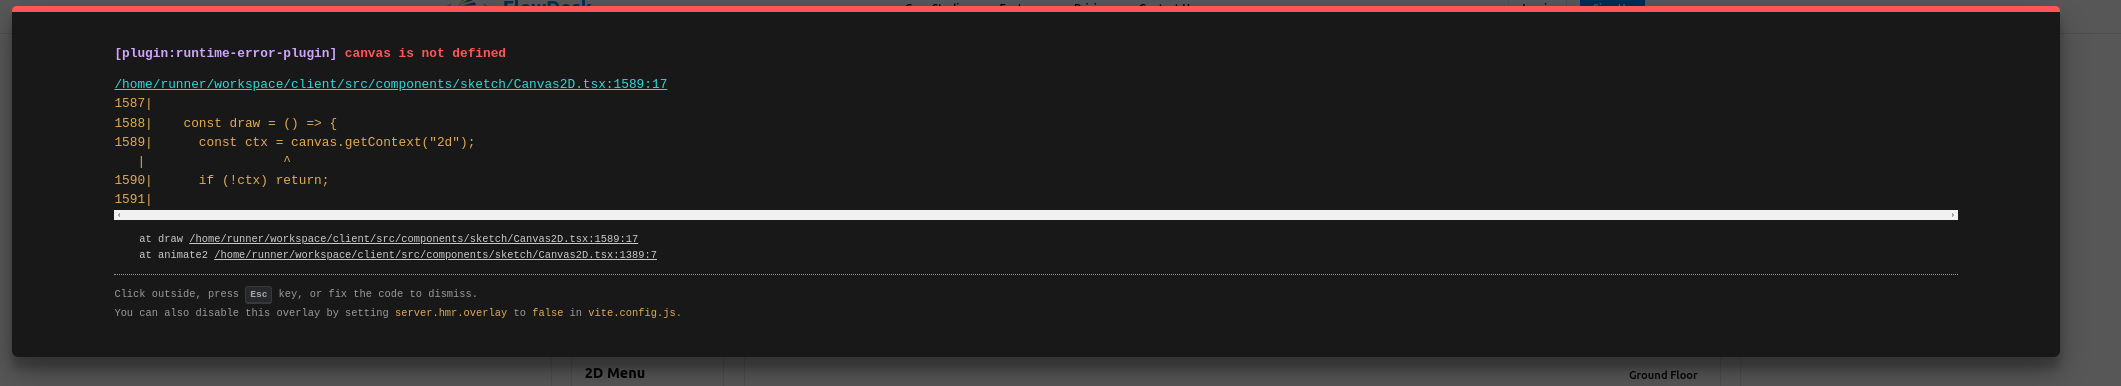 [plugin:runtime-error-plugin] canvas is not defined
/home/runner/workspace/client/src/components/sketch/Canvas2D.tsx:1589:17
1587|
1588|    const draw = () => {
1589|      const ctx = canvas.getContext("2d");
   |                  ^
1590|      if (!ctx) return;
1591|
at draw /home/runner/workspace/client/src/components/sketch/Canvas2D.tsx:1589:17
at animate2 /home/runner/workspace/client/src/components/sketch/Canvas2D.tsx:1389:7
Click outside, press Esc key, or fix the code to dismiss.
You can also disable this overlay by setting server.hmr.overlay to false in vite.config.js.
2D Menu
Ground Floor